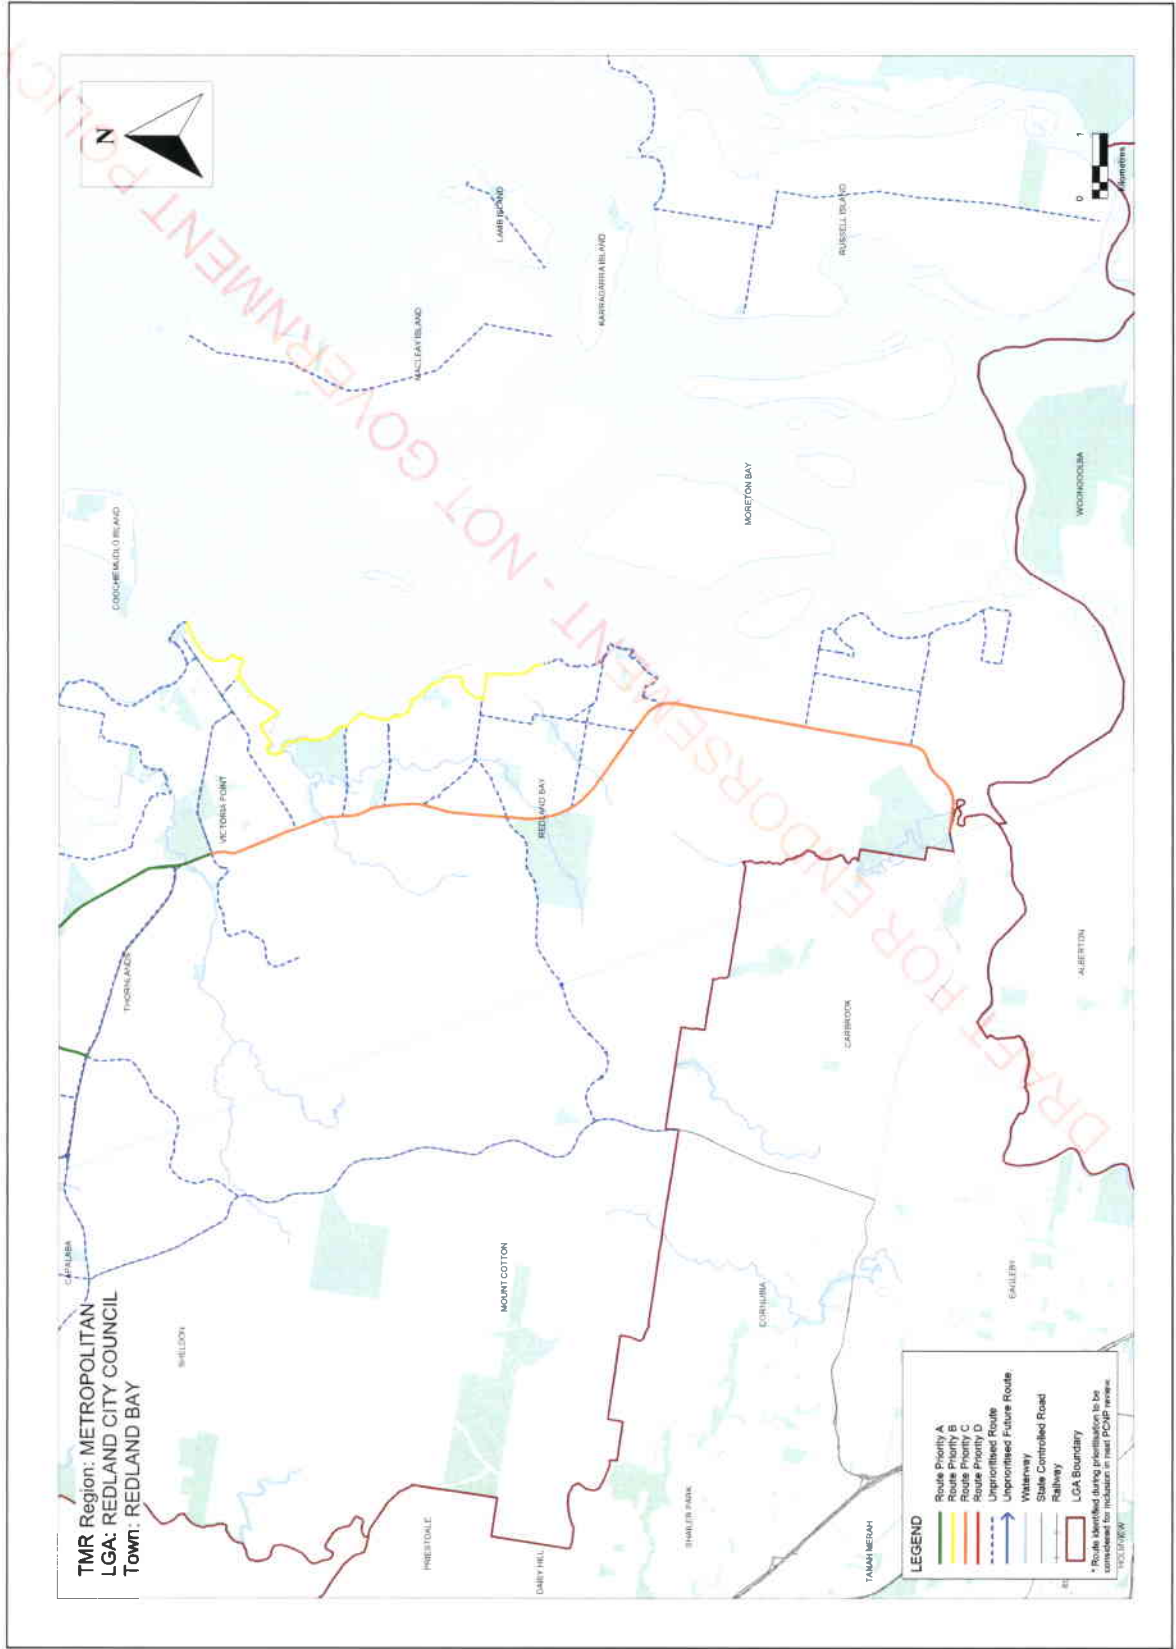 TMR Region: METROPOLITAN
LGA: REDLAND CITY COUNCIL
Town: REDLAND BAY
N
DRAFT FOR ENDORSEMENT - NOT GOVERNMENT POLICY
COOCHIEMUDLO ISLAND
CAPALABA
THORNLANDS
VICTORIA POINT
SHELDON
MACLEAY ISLAND
LAMB ISLAND
MOUNT COTTON
REDLAND BAY
KARRAGARRA ISLAND
PRIESTDALE
DAISY HILL
SHAILER PARK
CORNUBIA
CARBROOK
MORETON BAY
RUSSELL ISLAND
TANAH MERAH
EAGLEBY
ALBERTON
WOONGOOLBA
HOLMVIEW
0 1
Kilometres
LEGEND
Route Priority A
Route Priority B
Route Priority C
Route Priority D
Unprioritised Route
Unprioritised Future Route
Waterway
State Controlled Road
Railway
LGA Boundary
* Route identified during prioritisation to be
considered for inclusion in next PCNP review.